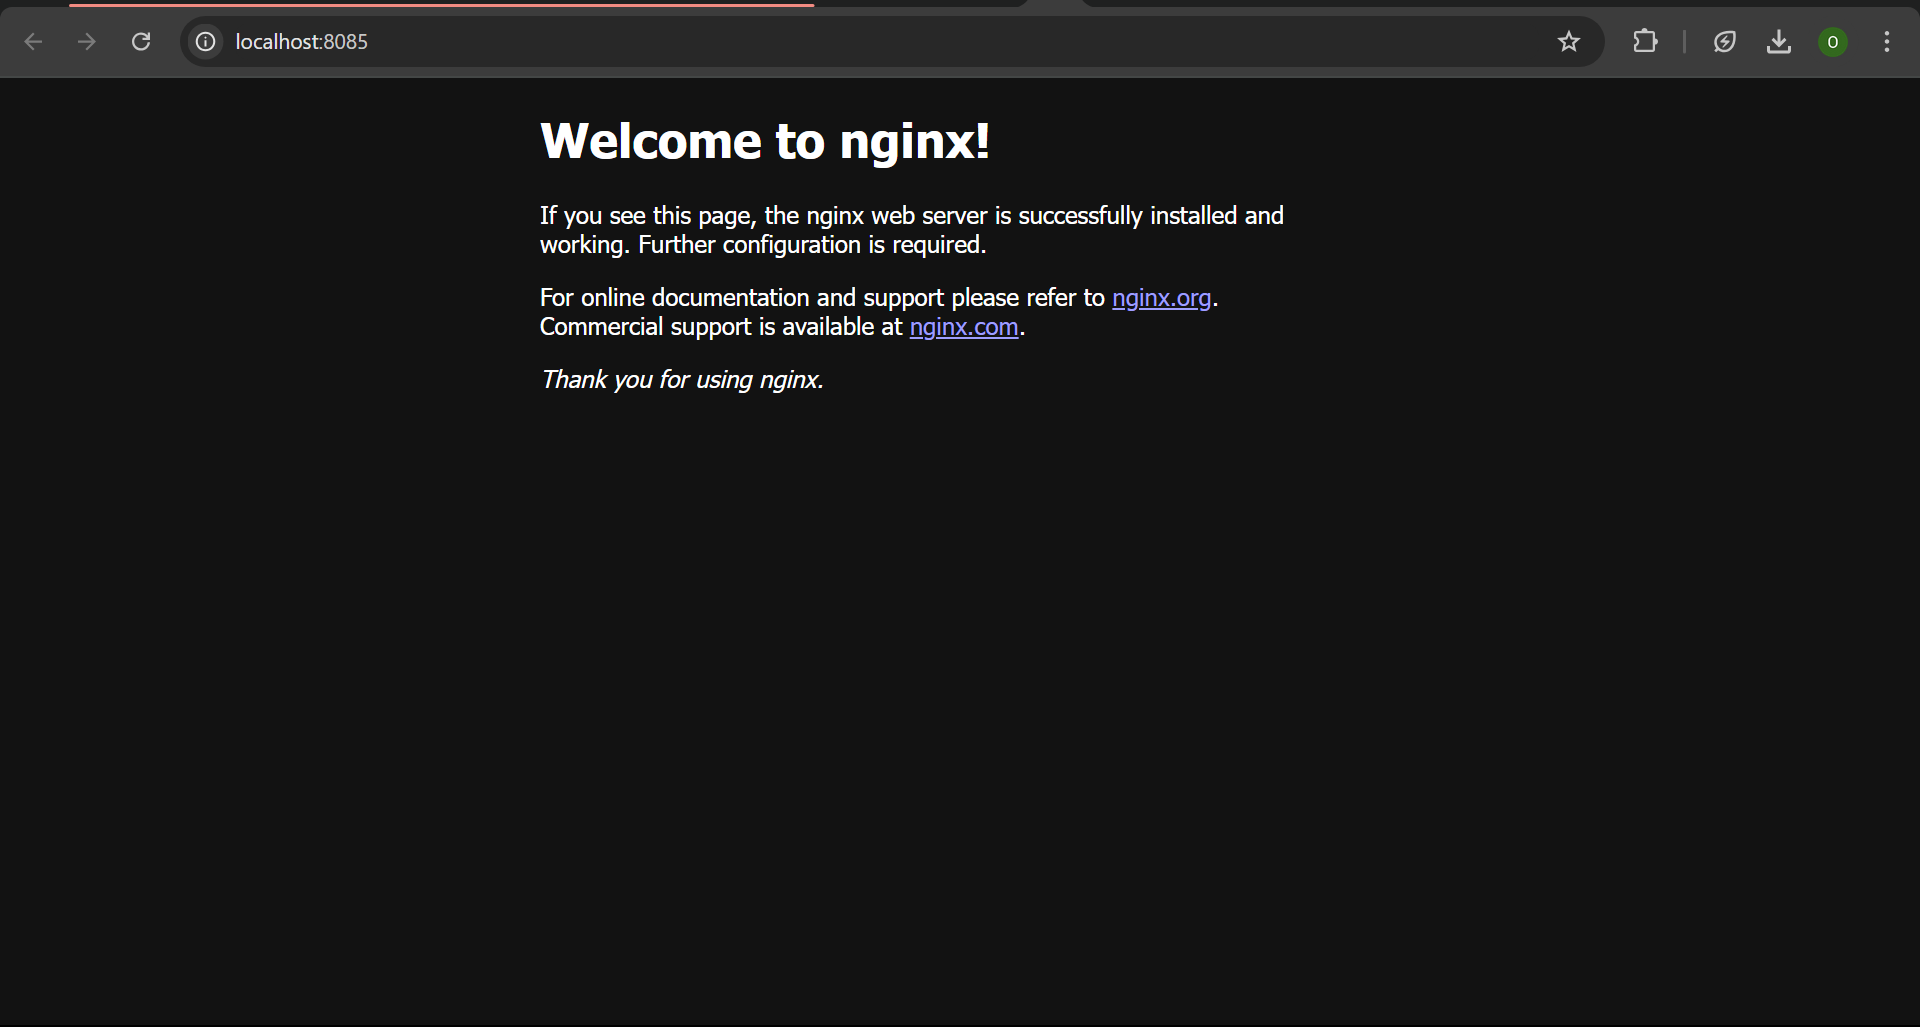 localhost:8085
O
Welcome to nginx!
If you see this page, the nginx web server is successfully installed and
working. Further configuration is required.
For online documentation and support please refer to nginx.org.
Commercial support is available at nginx.com.
Thank you for using nginx.